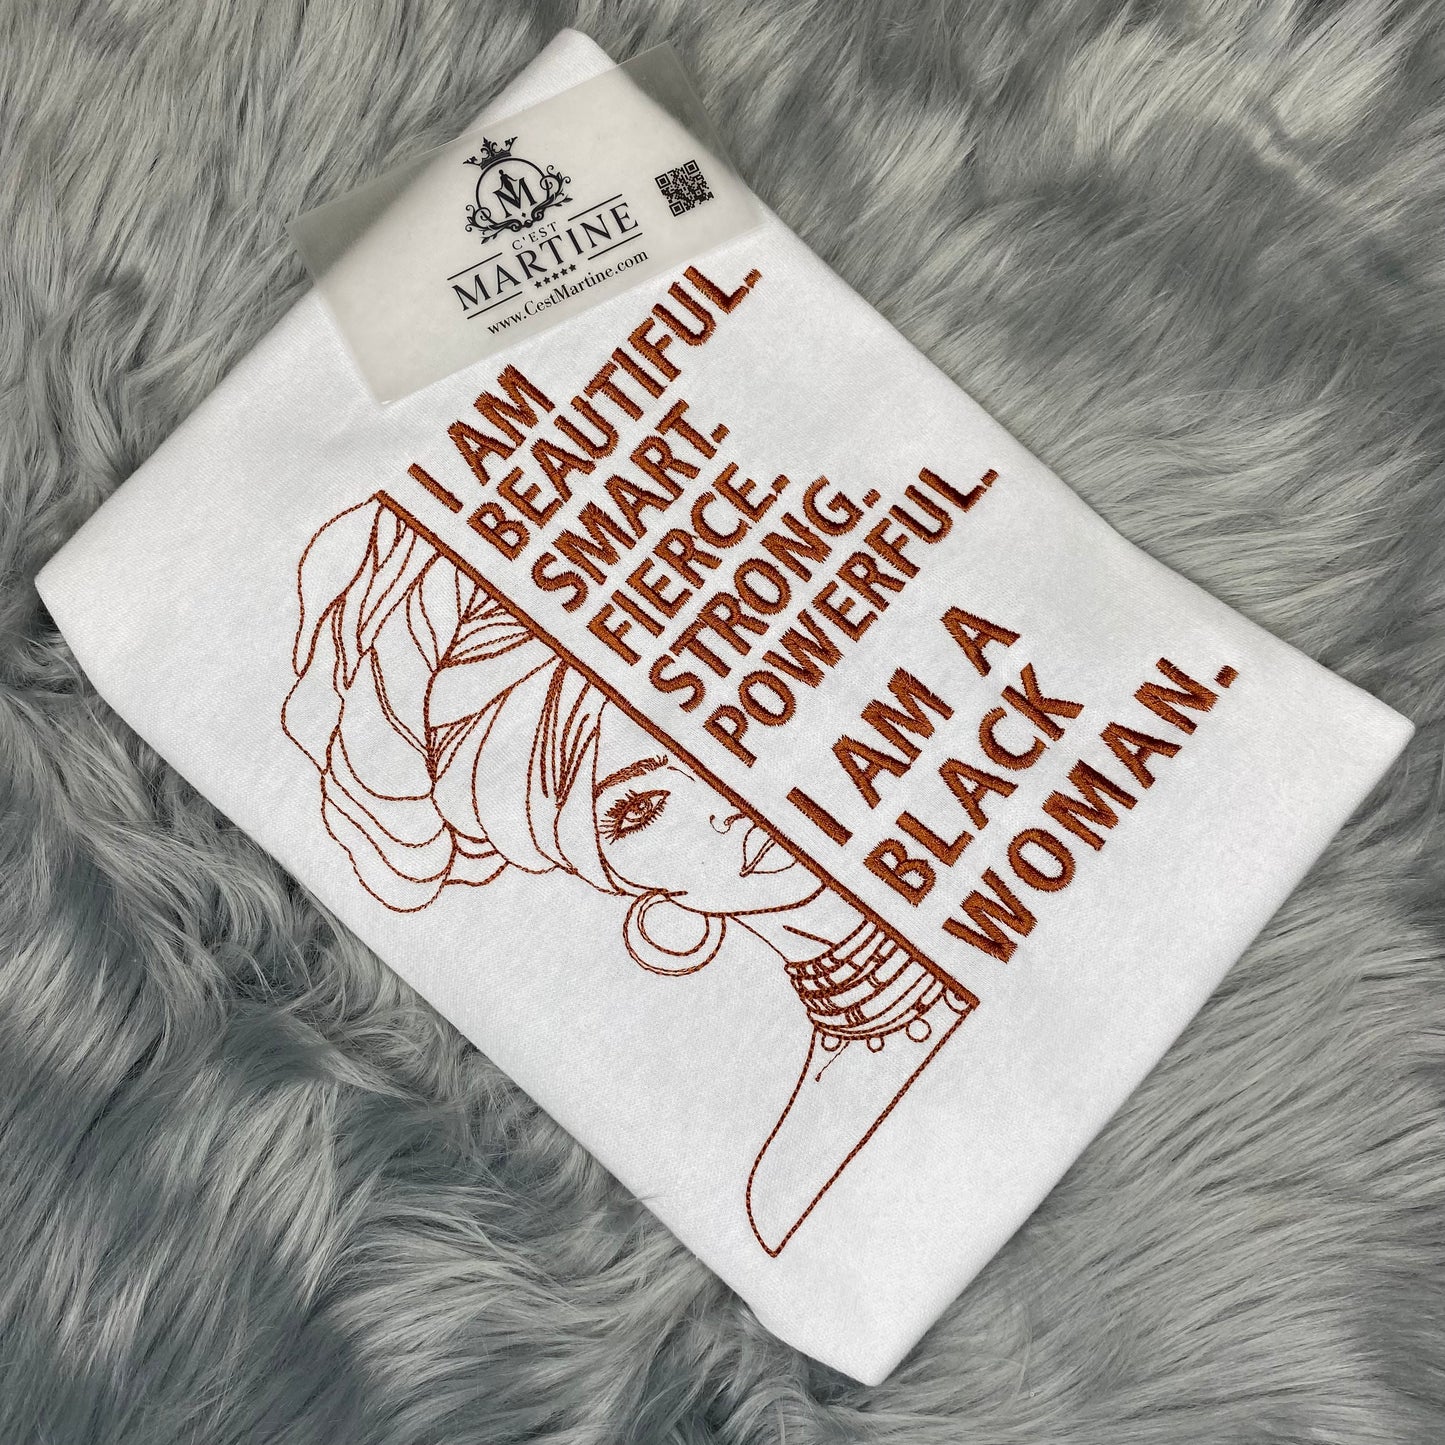 M
C'EST
MARTINE
www.CestMartine.com
I AM
BEAUTIFUL.
SMART.
FIERCE.
STRONG.
POWERFUL.
I AM A
BLACK
WOMAN.